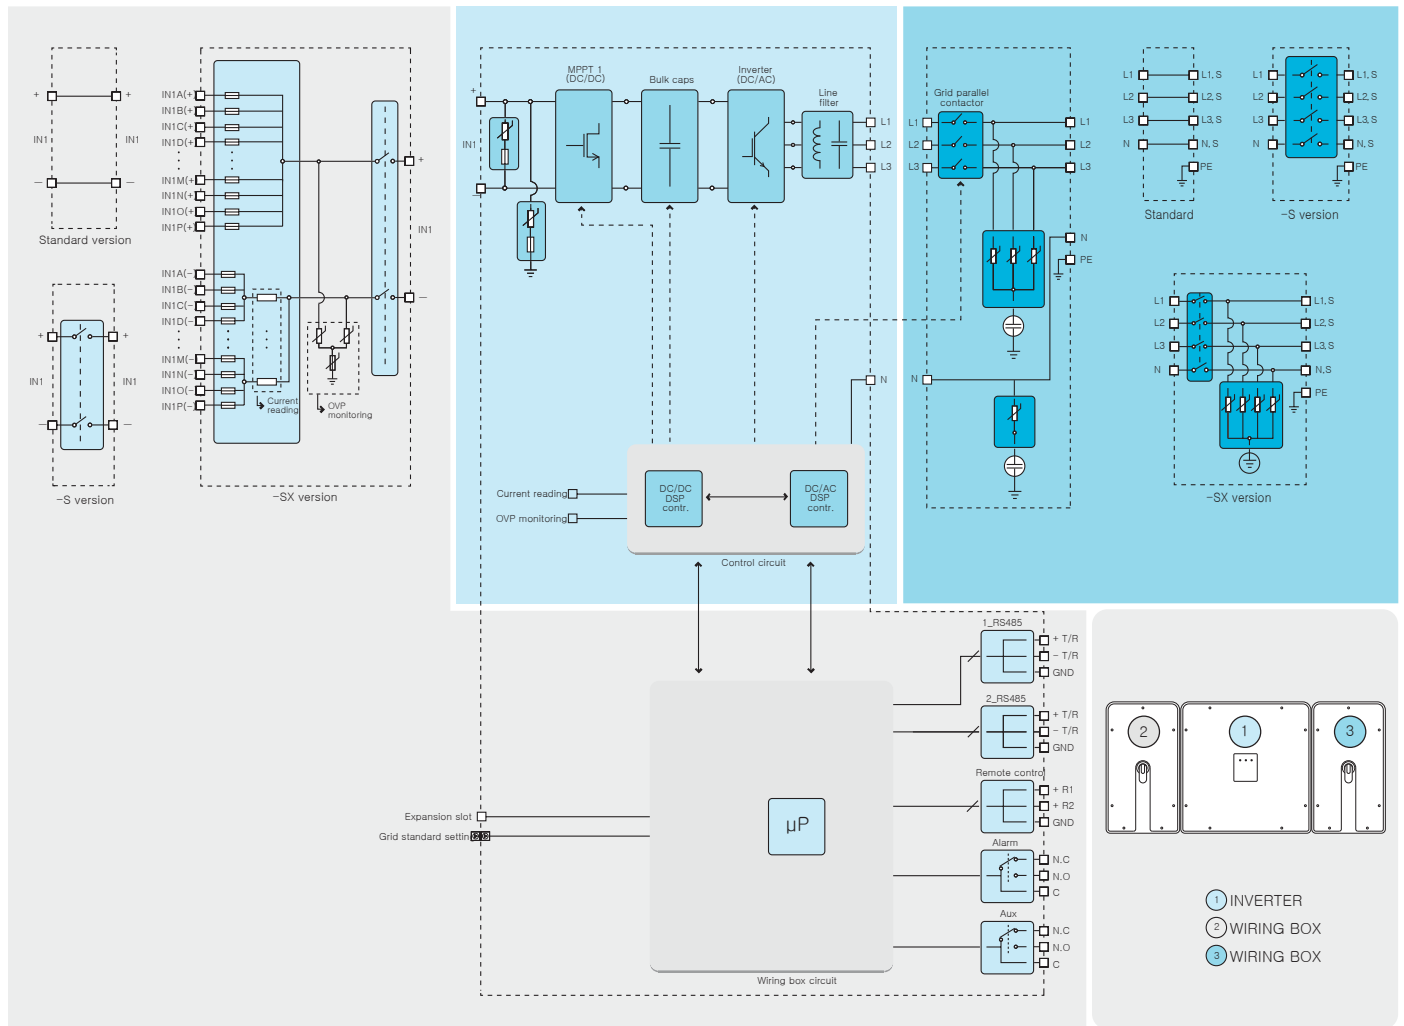 +
+
IN1
IN1
—
—
Standard version
+
+
IN1
IN1
—
—
-S version
IN1A(+)
IN1B(+)
IN1C(+)
IN1D(+)
IN1M(+)
IN1N(+)
IN1O(+)
IN1P(+)
IN1A(-)
IN1B(-)
IN1C(-)
IN1D(-)
IN1M(-)
IN1N(-)
IN1O(-)
IN1P(-)
Current
reading
OVP
monitoring
+
IN1
—
-SX version
+
IN1
—
MPPT 1
(DC/DC)
Bulk caps
Inverter
(DC/AC)
Line
filter
L1
L2
L3
N
Current reading
OVP monitoring
DC/DC
DSP
contr.
DC/AC
DSP
contr.
Control circuit
Grid parallel
contactor
L1
L2
L3
N
L1
L2
L3
N
PE
L1
L1, S
L2
L2, S
L3
L3, S
N
N, S
PE
Standard
L1
L1, S
L2
L2, S
L3
L3, S
N
N, S
PE
-S version
L1
L1, S
L2
L2, S
L3
L3, S
N
N, S
PE
-SX version
Expansion slot
Grid standard settin
µP
Wiring box circuit
1_RS485
+ T/R
- T/R
GND
2_RS485
+ T/R
- T/R
GND
Remote control
+ R1
+ R2
GND
Alarm
N.C
N.O
C
Aux
N.C
N.O
C
2
1
3
1 INVERTER
2 WIRING BOX
3 WIRING BOX